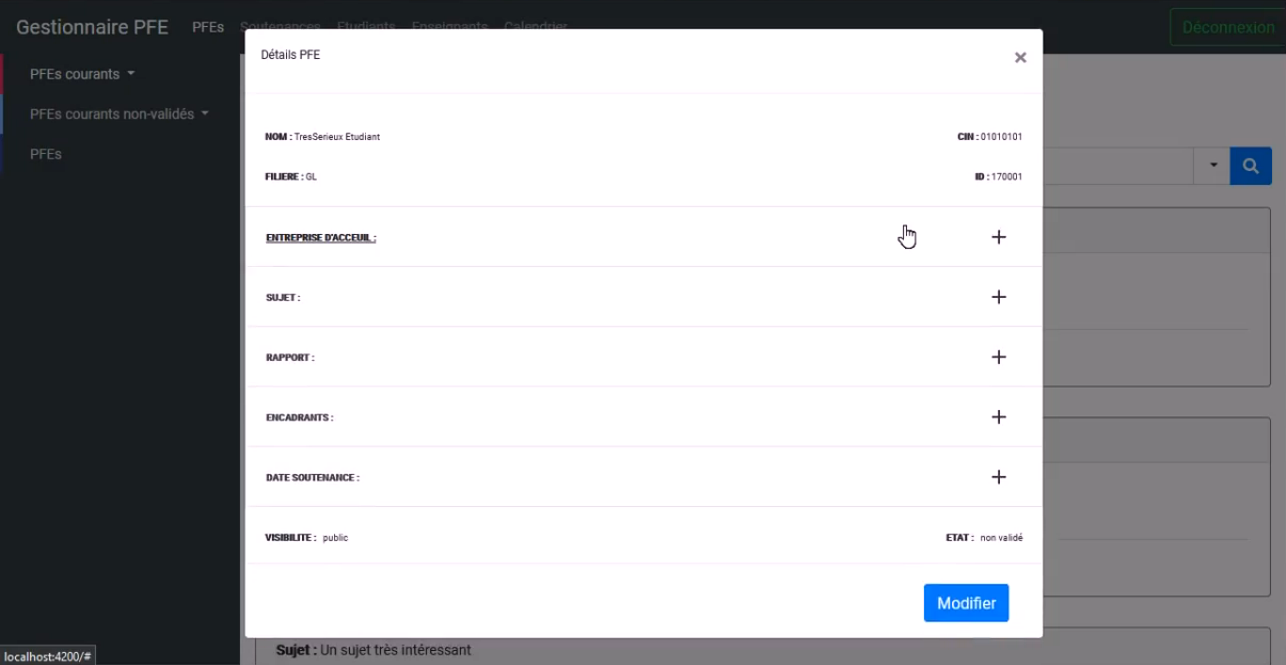 Gestionnaire PFE PFEs Soutenances Etudiants Enseignants Calendrier Déconnexion
Détails PFE ×
PFEs courants
PFEs courants non-validés
PFEs
NOM : TresSerieux Etudiant CIN : 01010101
FILIERE : GL ID : 170001
ENTREPRISE D'ACCEUIL : +
SUJET : +
RAPPORT : +
ENCADRANTS : +
DATE SOUTENANCE : +
VISIBILITE : public ETAT : non validé
Modifier
Sujet : Un sujet très intéressant
localhost:4200/#